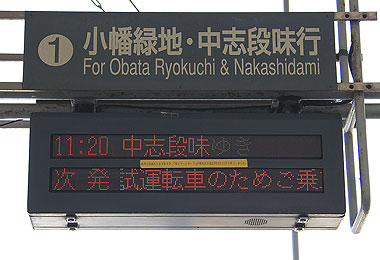 1 小幡緑地・中志段味行
For Obata Ryokuchi & Nakashidami
11:20 中志段味ゆき
次発 試運転車のためご乗